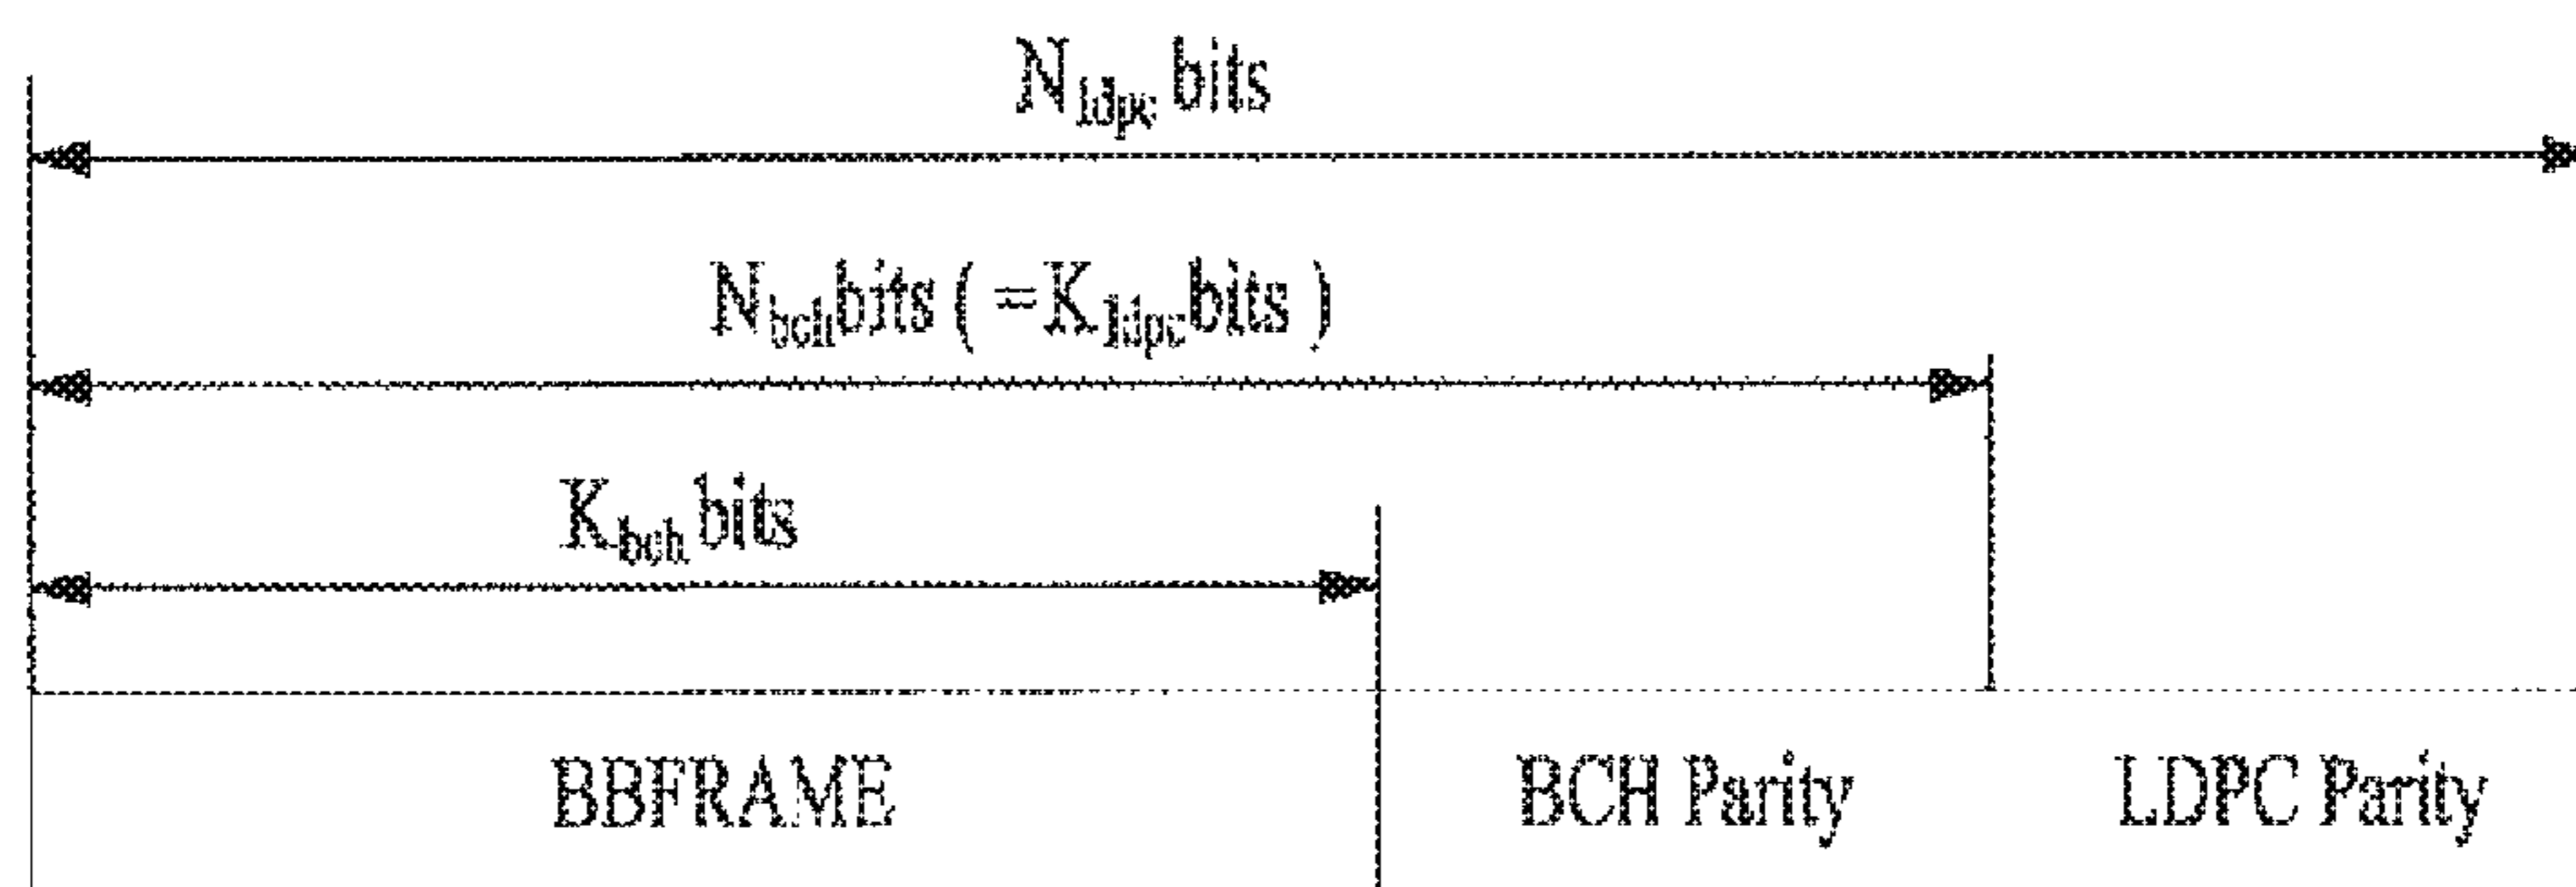 N_ldpc bits
N_bch bits ( =K_ldpc bits )
K_bch bits
BBFRAME BCH Parity LDPC Parity